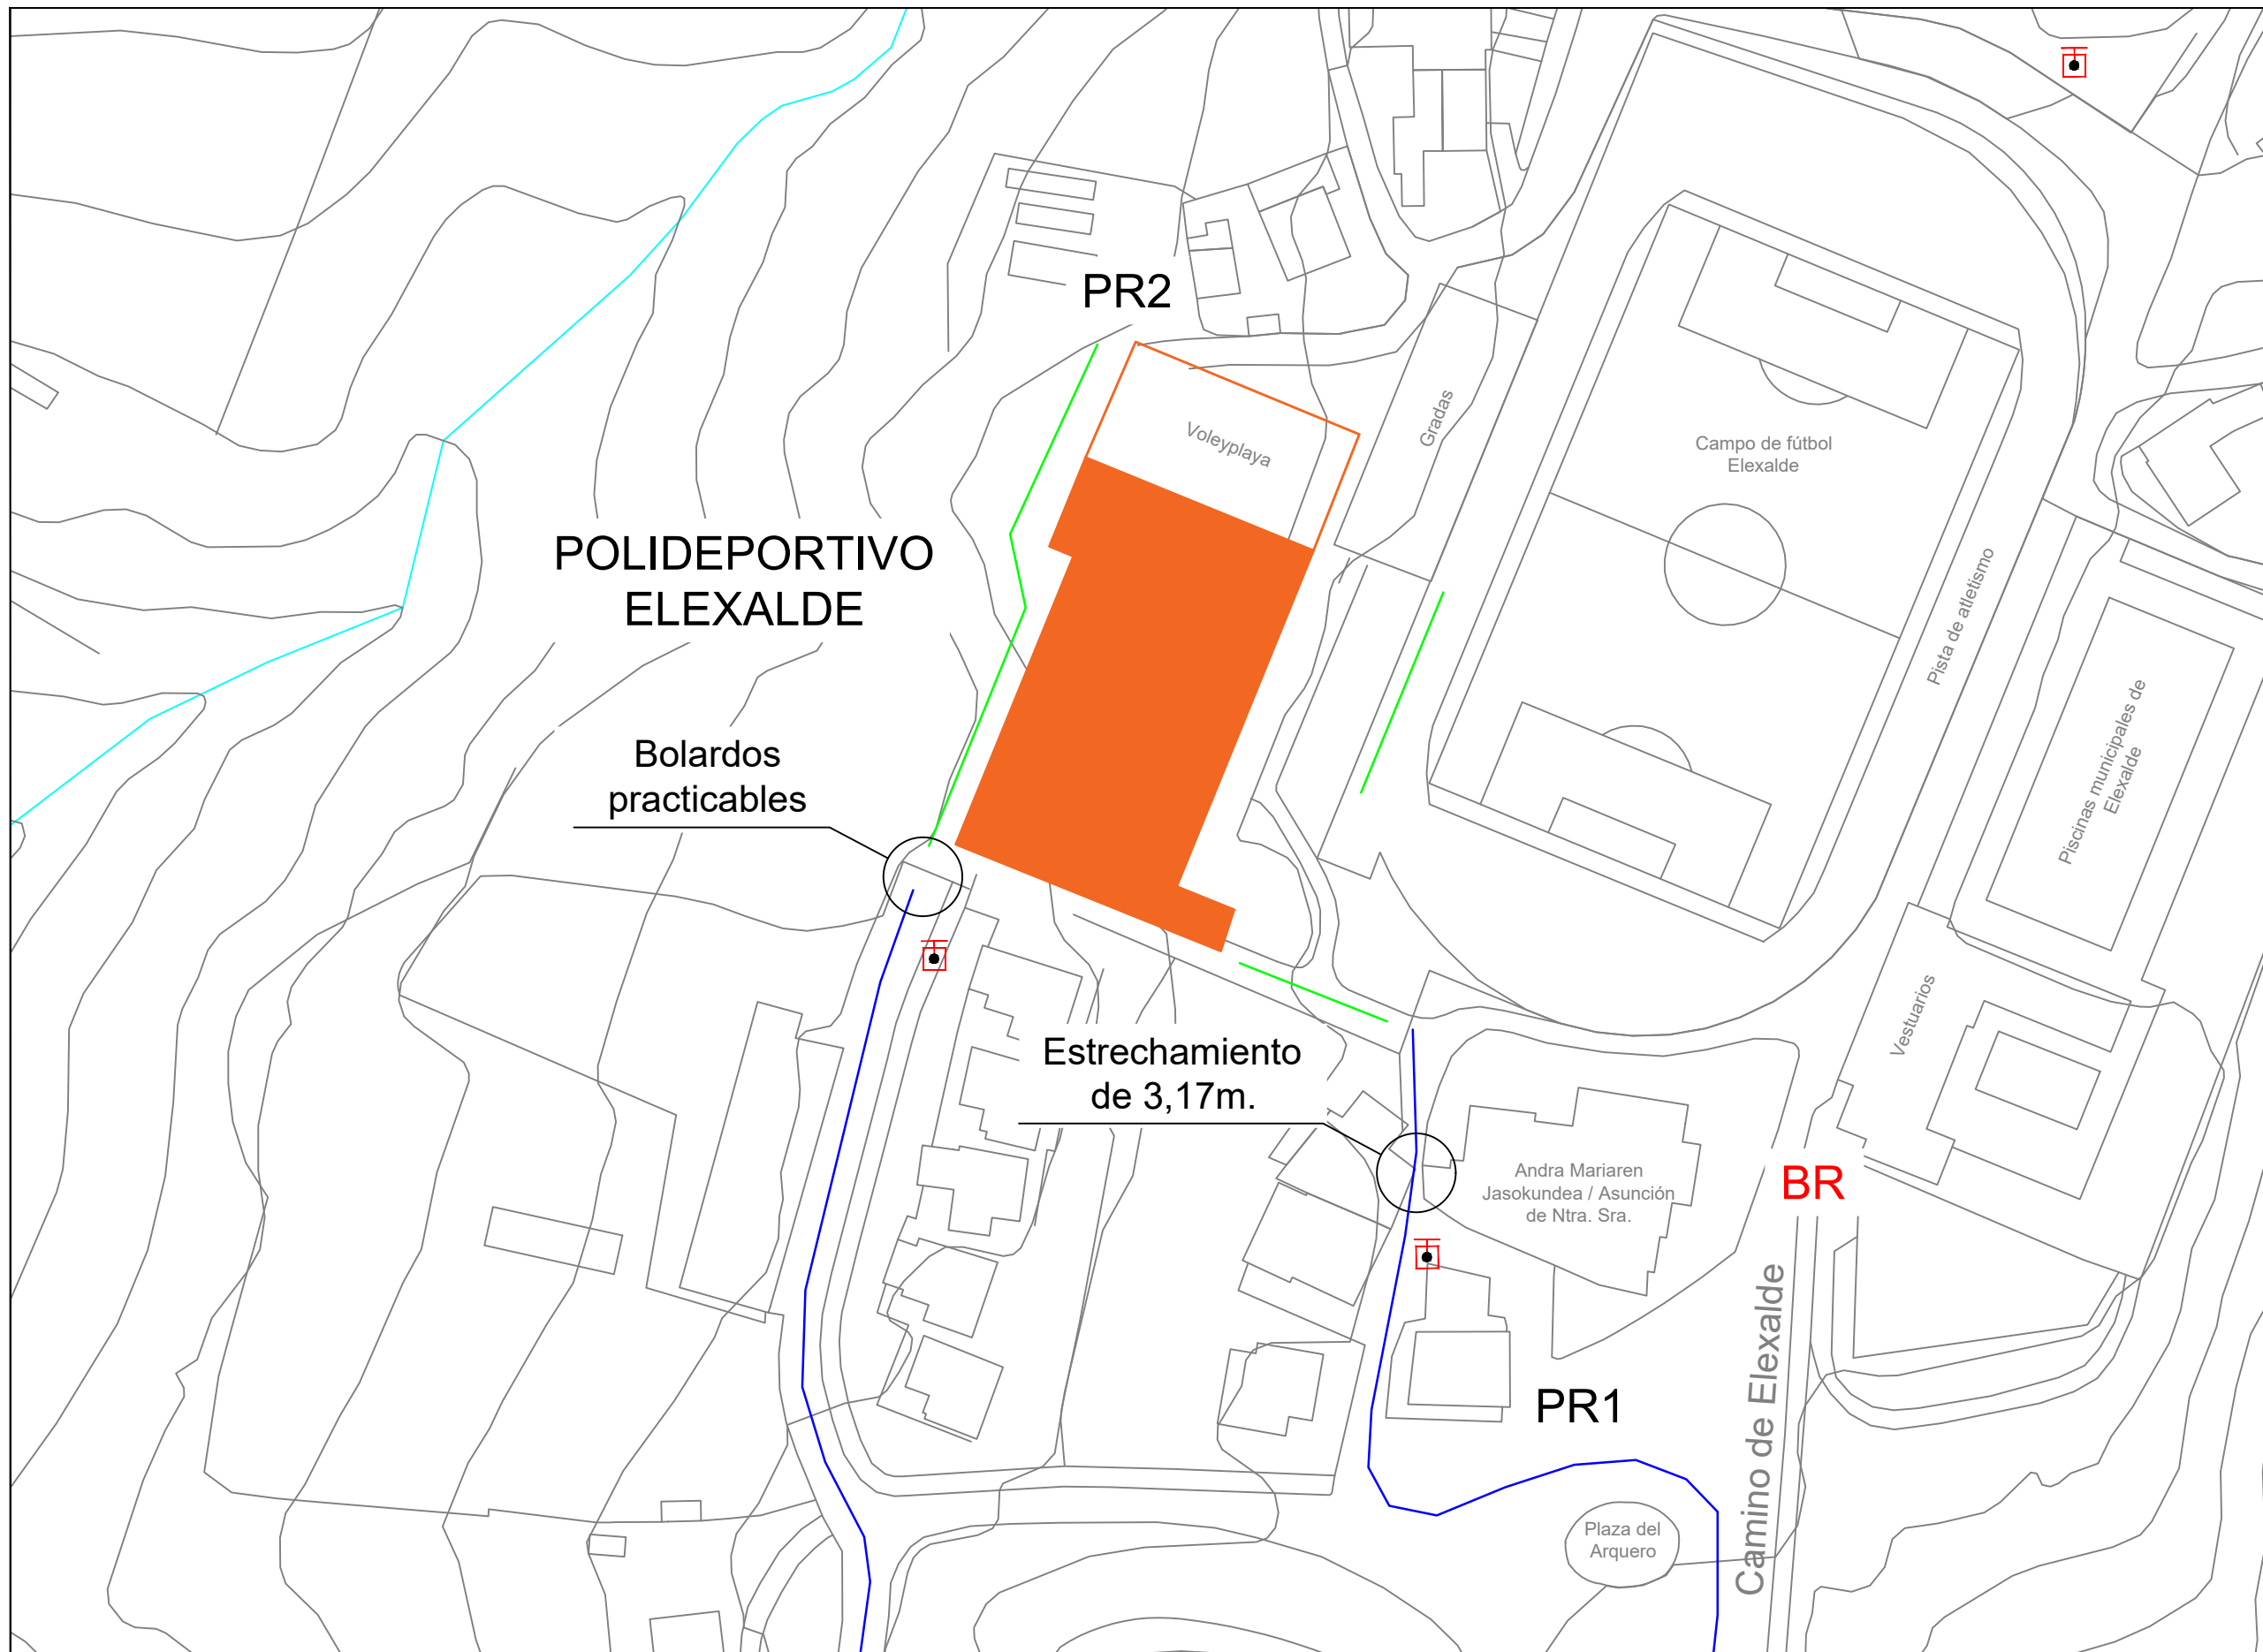 PR2
Voleyplaya
Gradas
Campo de fútbol
Elexalde
POLIDEPORTIVO
ELEXALDE
Pista de atletismo
Piscinas municipales de
Elexalde
Bolardos
practicables
Vestuarios
Estrechamiento
de 3,17m.
Andra Mariaren
Jasokundea / Asunción
de Ntra. Sra.
BR
Camino de Elexalde
PR1
Plaza del
Arquero